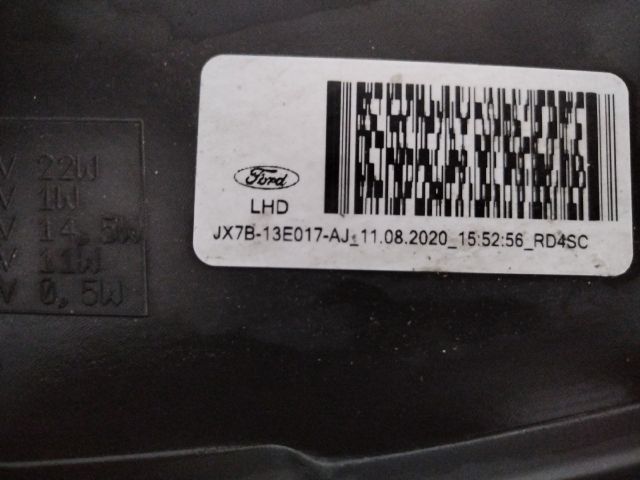 V 22W
V 1W
V 14,5W
V 11W
V 0,5W
Ford
LHD
JX7B-13E017-AJ_11.08.2020_15:52:56_RD4SC